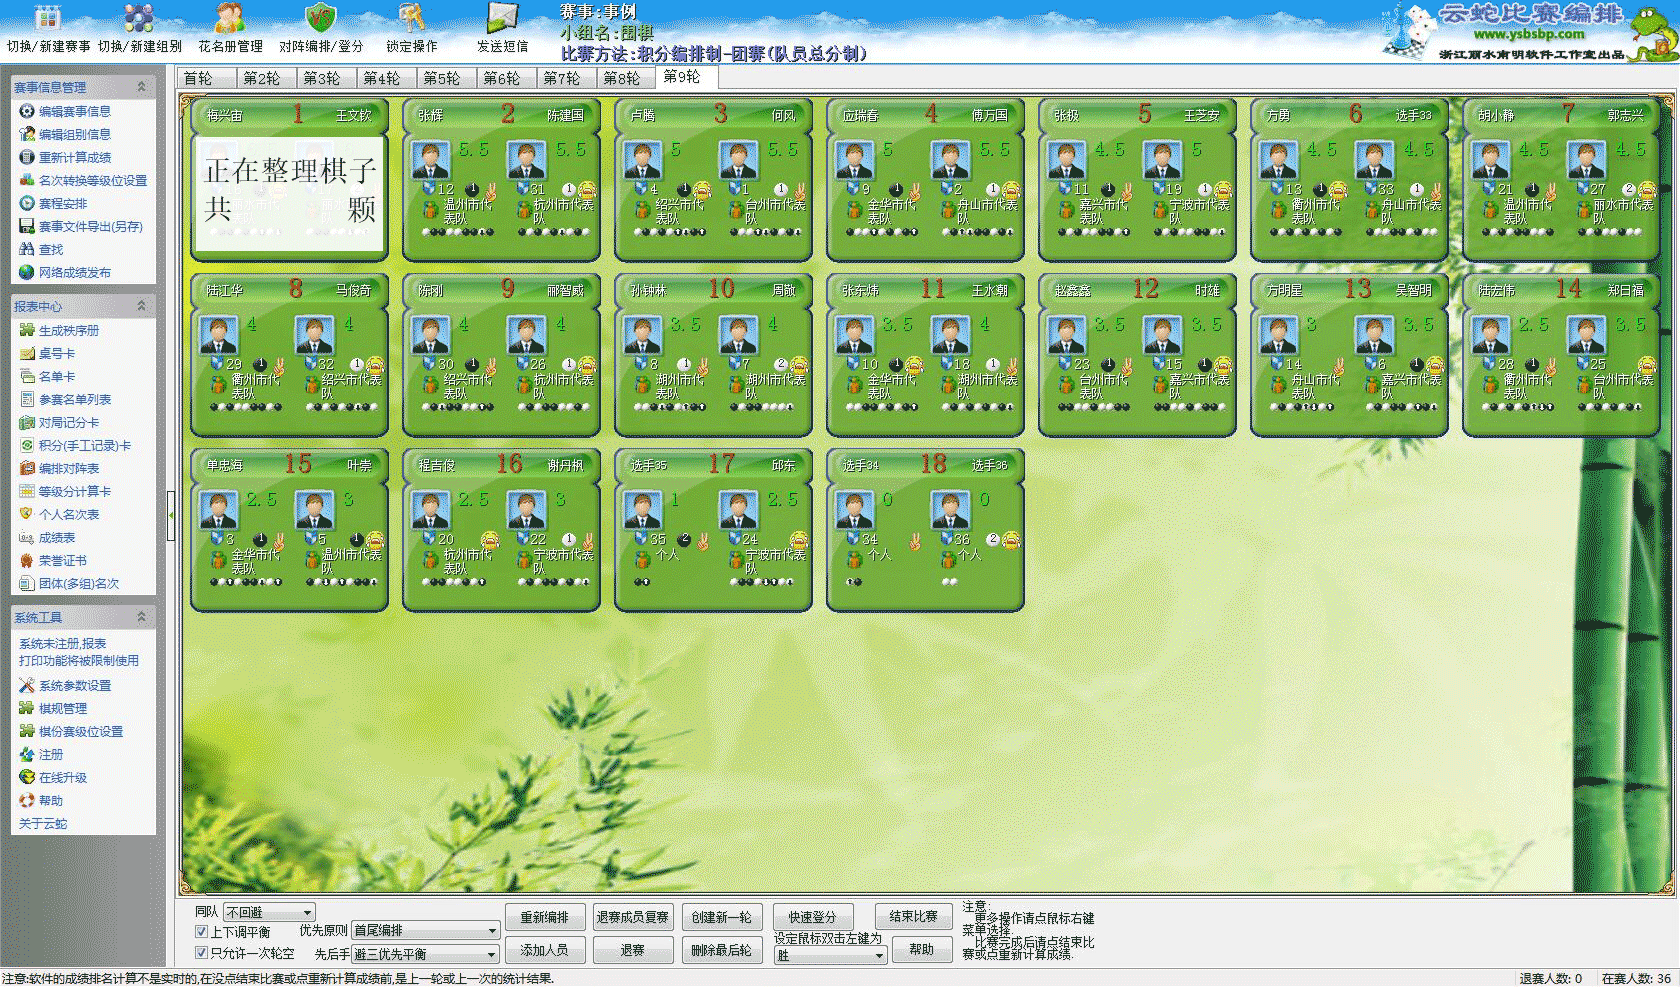 切换/新建赛事 切换/新建组别 花名册管理 对阵编排/登分 锁定操作 发送短信
赛事:事例
小组名:围棋
比赛方法:积分编排制-团赛(队员总分制)
云蛇比赛编排
www.ysbsbp.com
浙江丽水南明软件工作室出品
赛事信息管理
编辑赛事信息
编辑组别信息
重新计算成绩
名次转换等级位设置
赛程安排
赛事文件导出(另存)
查找
网络成绩发布
报表中心
生成秩序册
桌号卡
名单卡
参赛名单列表
对局记分卡
积分(手工记录)卡
编排对阵表
等级分计算卡
个人名次表
成绩表
荣誉证书
团体(多组)名次
系统工具
系统未注册,报表
打印功能将被限制使用
系统参数设置
棋规管理
棋份赛级位设置
注册
在线升级
帮助
关于云蛇
首轮 第2轮 第3轮 第4轮 第5轮 第6轮 第7轮 第8轮 第9轮
梅兴宙 1 王文钦
正在整理棋子
共 颗
张辉 2 陈建国
5.5 5.5
12 1 31 1
温州市代表队 杭州市代表队
卢腾 3 何风
5 5.5
4 1 1 1
绍兴市代表队 台州市代表队
应瑞春 4 傅万国
5 5.5
9 1 2 1
金华市代表队 舟山市代表队
张极 5 王芝安
4.5 5
11 1 19 1
嘉兴市代表队 宁波市代表队
方勇 6 选手33
4.5 4.5
13 1 33 1
衢州市代表队 舟山市代表队
胡小静 7 郭志兴
4.5 4.5
21 1 27 2
温州市代表队 丽水市代表队
陆江华 8 马俊奇
4 4
29 1 32 1
衢州市代表队 绍兴市代表队
陈刚 9 郦智威
4 4
30 1 26 1
绍兴市代表队 杭州市代表队
孙钟林 10 周敬
3.5 4
8 1 7 2
湖州市代表队 湖州市代表队
张东炜 11 王水潮
3.5 4
10 1 18 1
金华市代表队 湖州市代表队
赵鑫鑫 12 时雄
3.5 3.5
23 1 15 1
台州市代表队 嘉兴市代表队
方明星 13 吴智明
3 3.5
14 6 1
舟山市代表队 嘉兴市代表队
陆宏伟 14 郑日福
2.5 3.5
28 1 25
衢州市代表队 台州市代表队
单忠海 15 叶崇
2.5 3
3 1 5 1
金华市代表队 温州市代表队
程吉俊 16 谢丹枫
2.5 3
20 22 1
杭州市代表队 宁波市代表队
选手35 17 邱东
1 2.5
35 2 24
个人 宁波市代表队
选手34 18 选手36
0 0
34 36 2
个人 个人
同队 不回避
上下调平衡 优先原则 首尾编排
只允许一次轮空 先后手 避三优先平衡
重新编排 退赛成员复赛 创建新一轮 快速登分 结束比赛
添加人员 退赛 删除最后轮 设定鼠标双击左键为 胜 帮助
注意:
更多操作请点鼠标右键
菜单选择.
比赛完成后请点结束比
赛或点重新计算成绩.
注意:软件的成绩排名计算不是实时的,在没点结束比赛或点重新计算成绩前,是上一轮或上一次的统计结果.
退赛人数: 0 在赛人数: 36